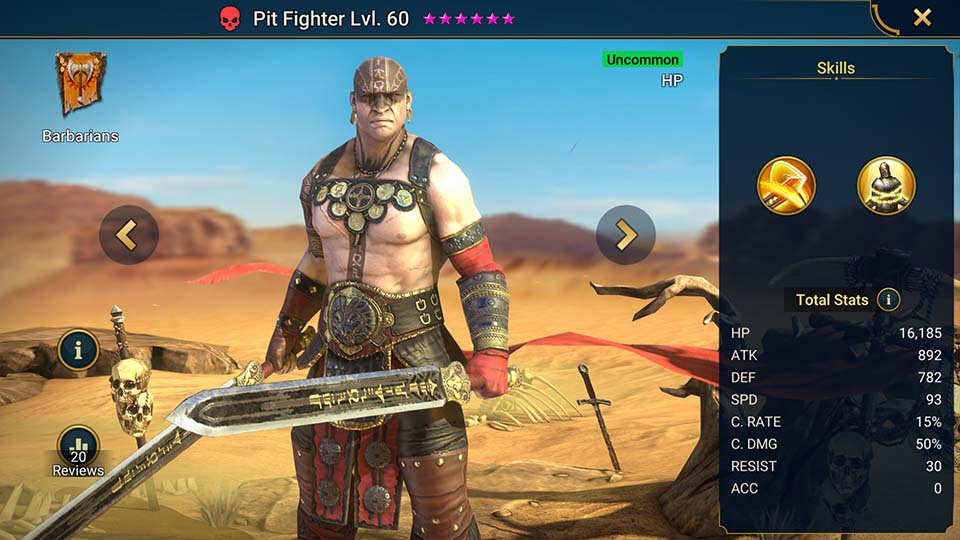 Pit Fighter Lvl. 60
Barbarians
Uncommon
HP
20
Reviews
Skills
Total Stats
HP 16,185
ATK 892
DEF 782
SPD 93
C. RATE 15%
C. DMG 50%
RESIST 30
ACC 0